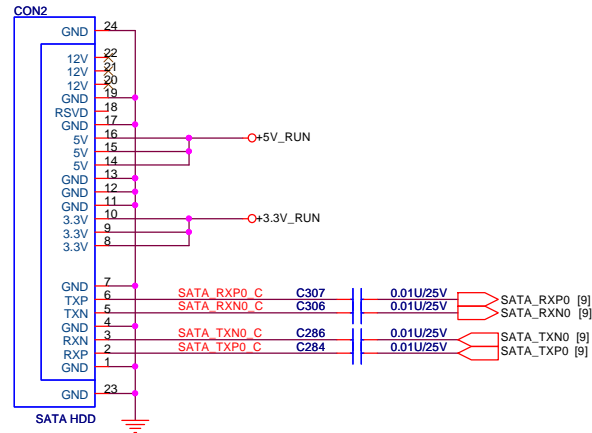 CON2
GND 24
12V 22
12V 21
12V 20
GND 19
RSVD 18
GND 17
5V 16 +5V_RUN
5V 15
5V 14
GND 13
GND 12
GND 11
3.3V 10 +3.3V_RUN
3.3V 9
3.3V 8
GND 7
TXP 6 SATA_RXP0_C C307 0.01U/25V SATA_RXP0 [9]
TXN 5 SATA_RXN0_C C306 0.01U/25V SATA_RXN0 [9]
GND 4
RXN 3 SATA_TXN0_C C286 0.01U/25V SATA_TXN0 [9]
RXP 2 SATA_TXP0_C C284 0.01U/25V SATA_TXP0 [9]
GND 1
GND 23
SATA HDD